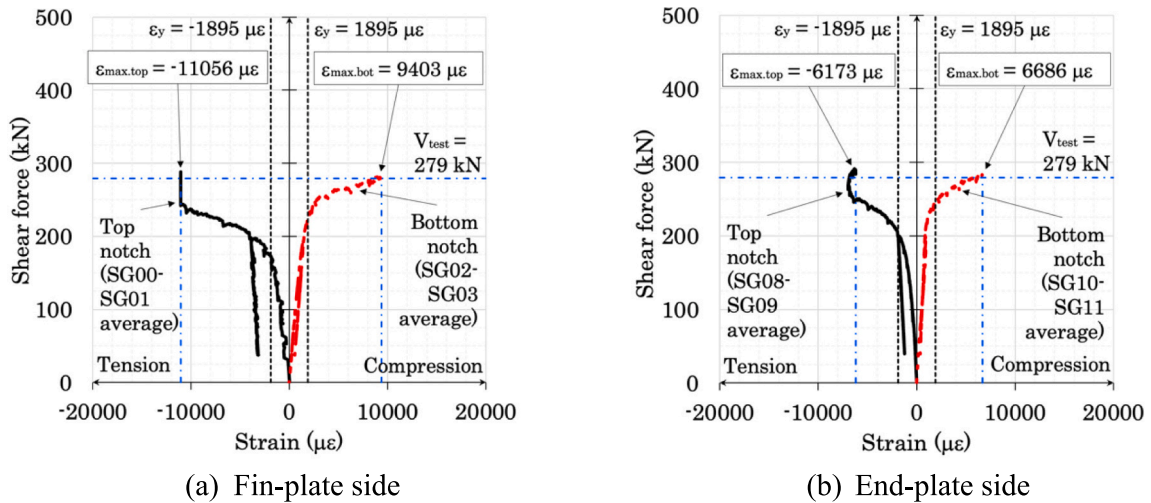 εy = -1895 με
εy = 1895 με
εmax.top = -11056 με
εmax.bot = 9403 με
Vtest =
279 kN
Top
notch
(SG00-
SG01
average)
Bottom
notch
(SG02-
SG03
average)
Tension
Compression
500
400
300
200
100
0
Shear force (kN)
-20000
-10000
0
10000
20000
Strain (με)
(a) Fin-plate side
εy = -1895 με
εy = 1895 με
εmax.top = -6173 με
εmax.bot = 6686 με
Vtest =
279 kN
Top
notch
(SG08-
SG09
average)
Bottom
notch
(SG10-
SG11
average)
Tension
Compression
500
400
300
200
100
0
Shear force (kN)
-20000
-10000
0
10000
20000
Strain (με)
(b) End-plate side